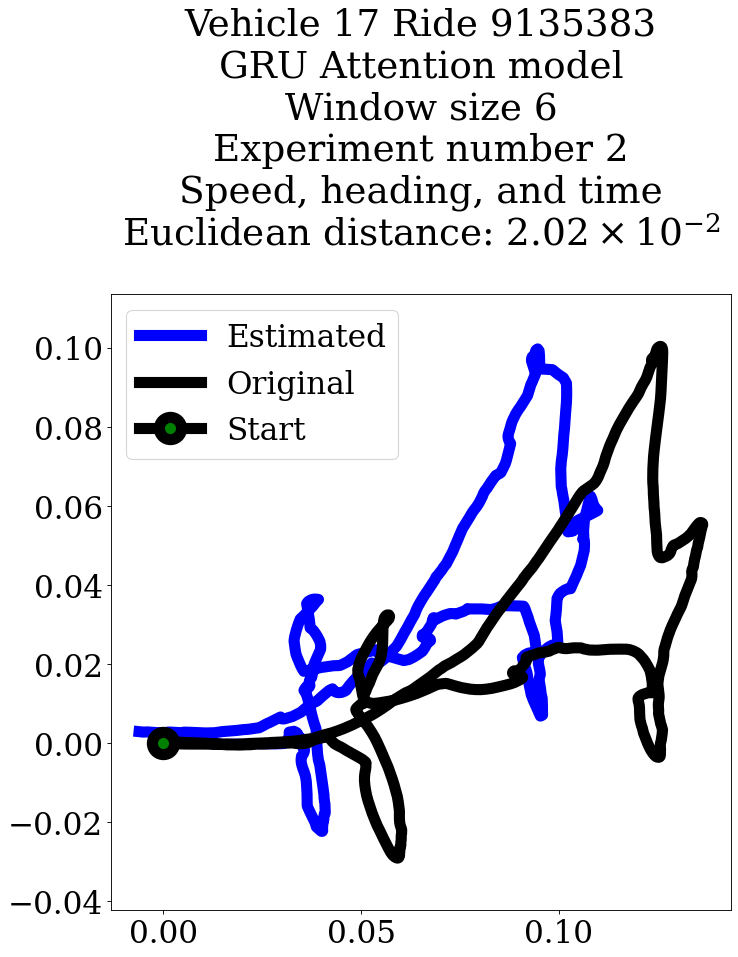 Vehicle 17 Ride 9135383
GRU Attention model
Window size 6
Experiment number 2
Speed, heading, and time
Euclidean distance: 2.02 × 10⁻²
Estimated
Original
Start
0.10
0.08
0.06
0.04
0.02
0.00
−0.02
−0.04
0.00 0.05 0.10